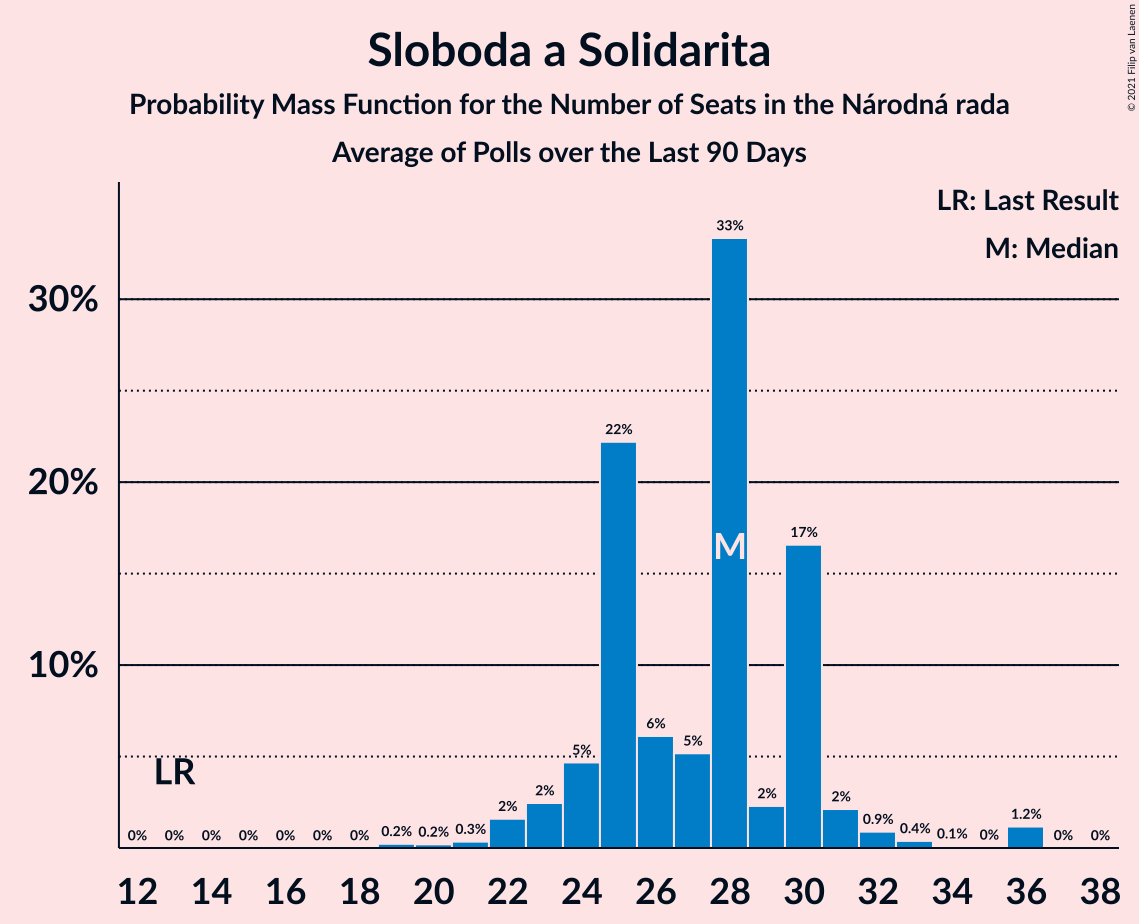 Sloboda a Solidarita
Probability Mass Function for the Number of Seats in the Národná rada
Average of Polls over the Last 90 Days
© 2021 Filip van Laenen
LR: Last Result
M: Median
30%
20%
10%
0% 0% 0% 0% 0% 0% 0% 0.2% 0.2% 0.3% 2% 2% 5% 22% 6% 5% 33% 2% 17% 2% 0.9% 0.4% 0.1% 0% 1.2% 0% 0%
M
LR
12 14 16 18 20 22 24 26 28 30 32 34 36 38